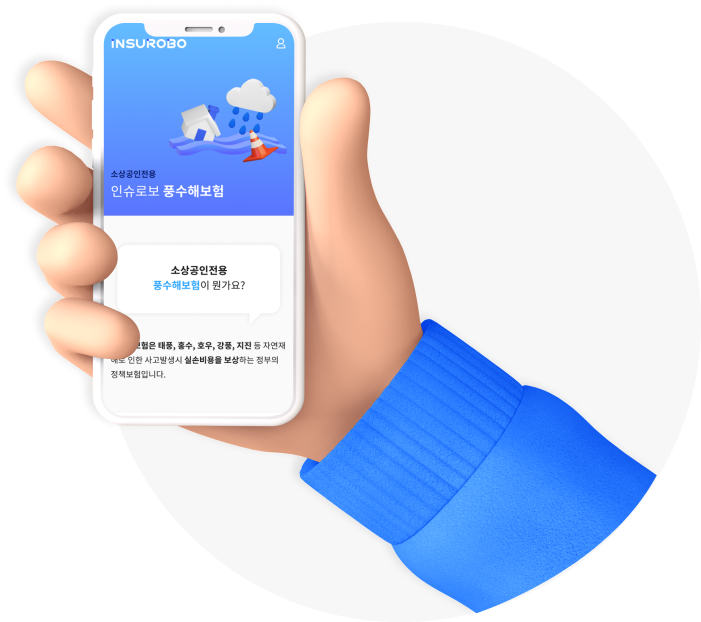 INSUROBO
소상공인전용
인슈로보 풍수해보험
소상공인전용
풍수해보험이 뭔가요?
보험은 태풍, 홍수, 호우, 강풍, 지진 등 자연재
해로 인한 사고발생시 실손비용을 보상하는 정부의
정책보험입니다.